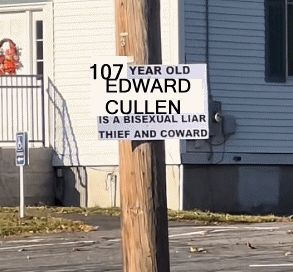 107 YEAR OLD
EDWARD
CULLEN
IS A BISEXUAL LIAR
THIEF AND COWARD